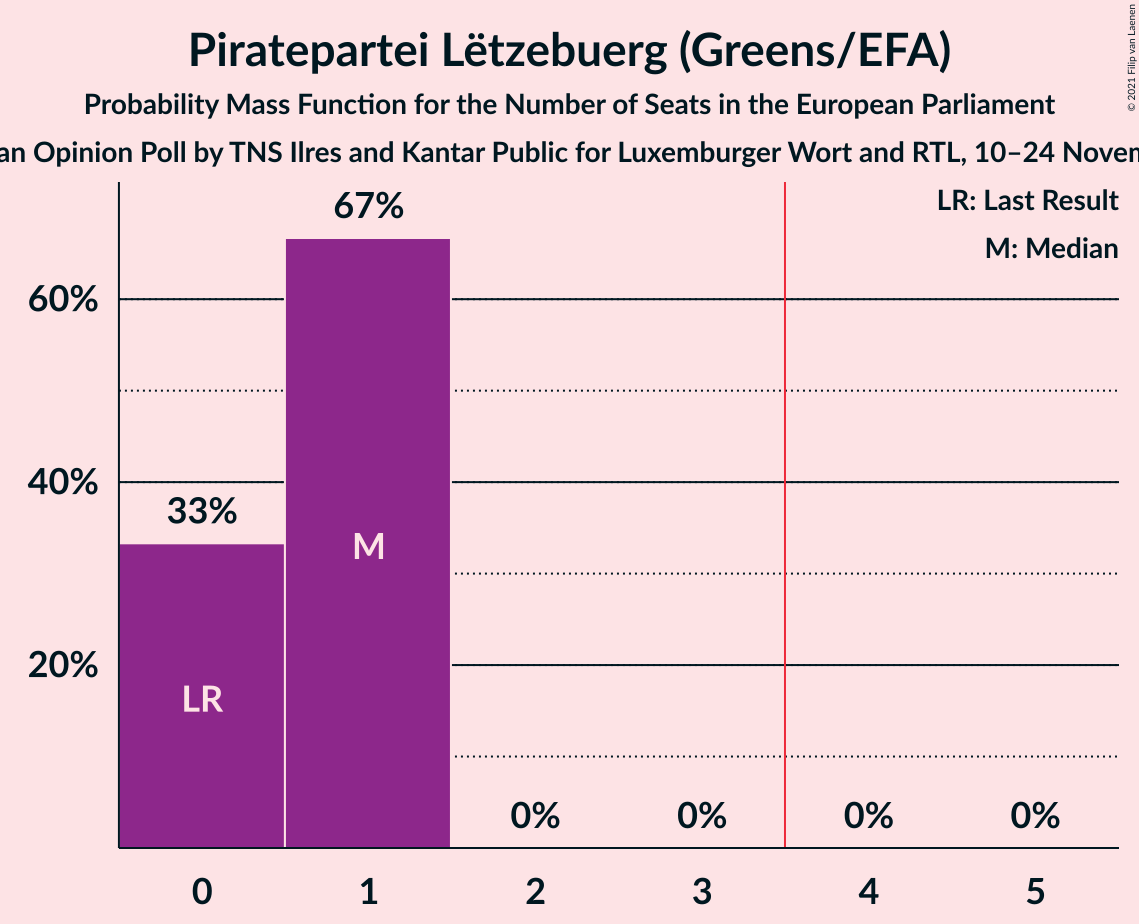 Piratepartei Lëtzebuerg (Greens/EFA)
Probability Mass Function for the Number of Seats in the European Parliament
an Opinion Poll by TNS Ilres and Kantar Public for Luxemburger Wort and RTL, 10–24
© 2021 Filip van Laenen
LR: Last Result
M: Median
67%
60%
40%
33%
M
20%
LR
0% 0% 0% 0%
0 1 2 3 4 5